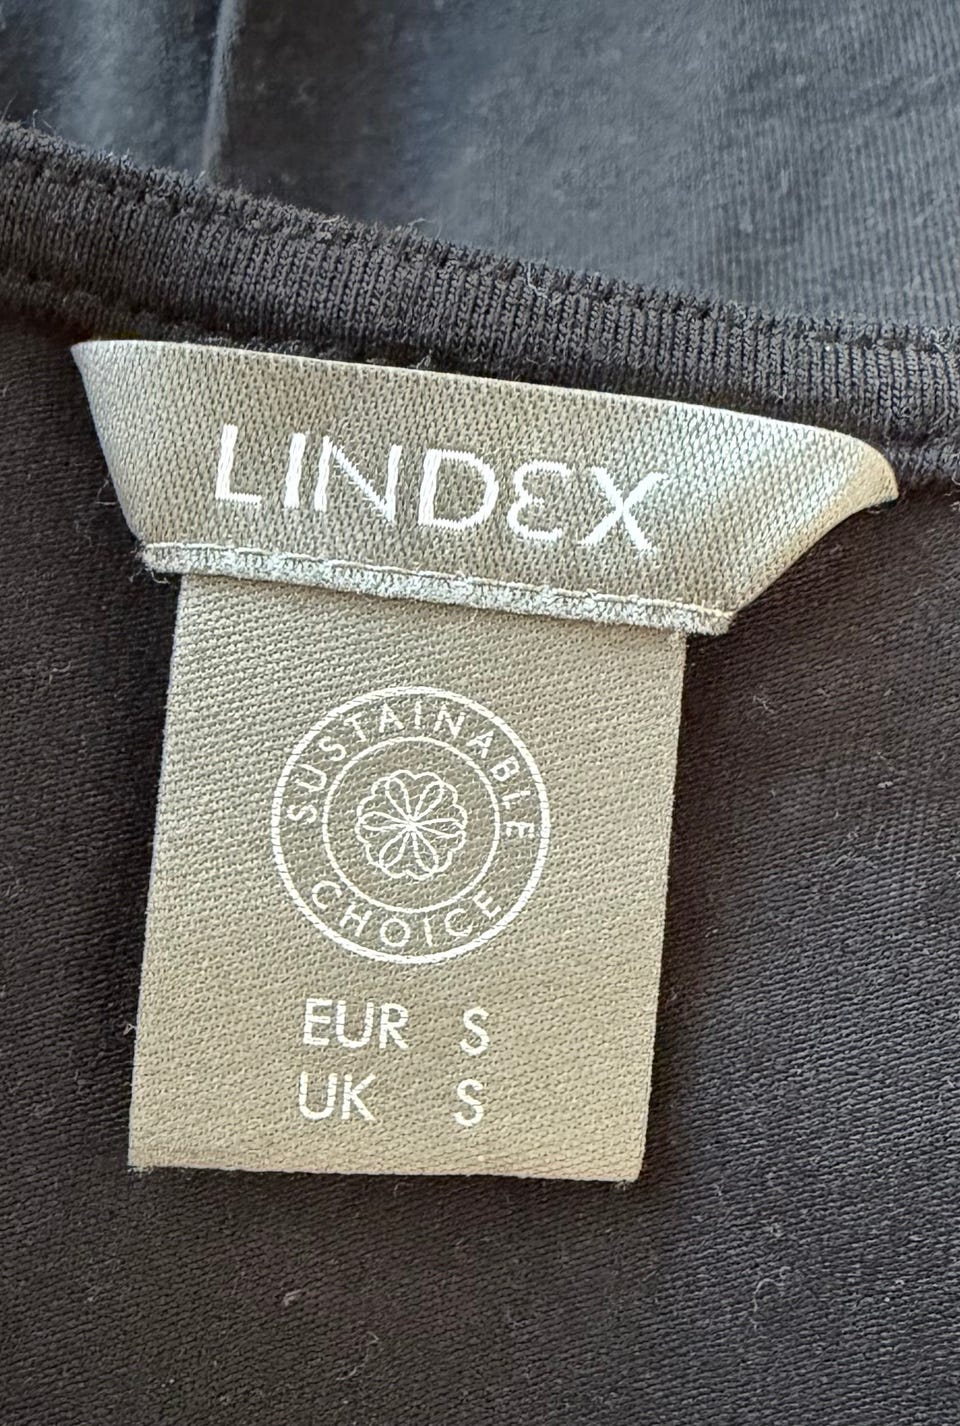 LINDEX
SUSTAINABLE
CHOICE
EUR S
UK S